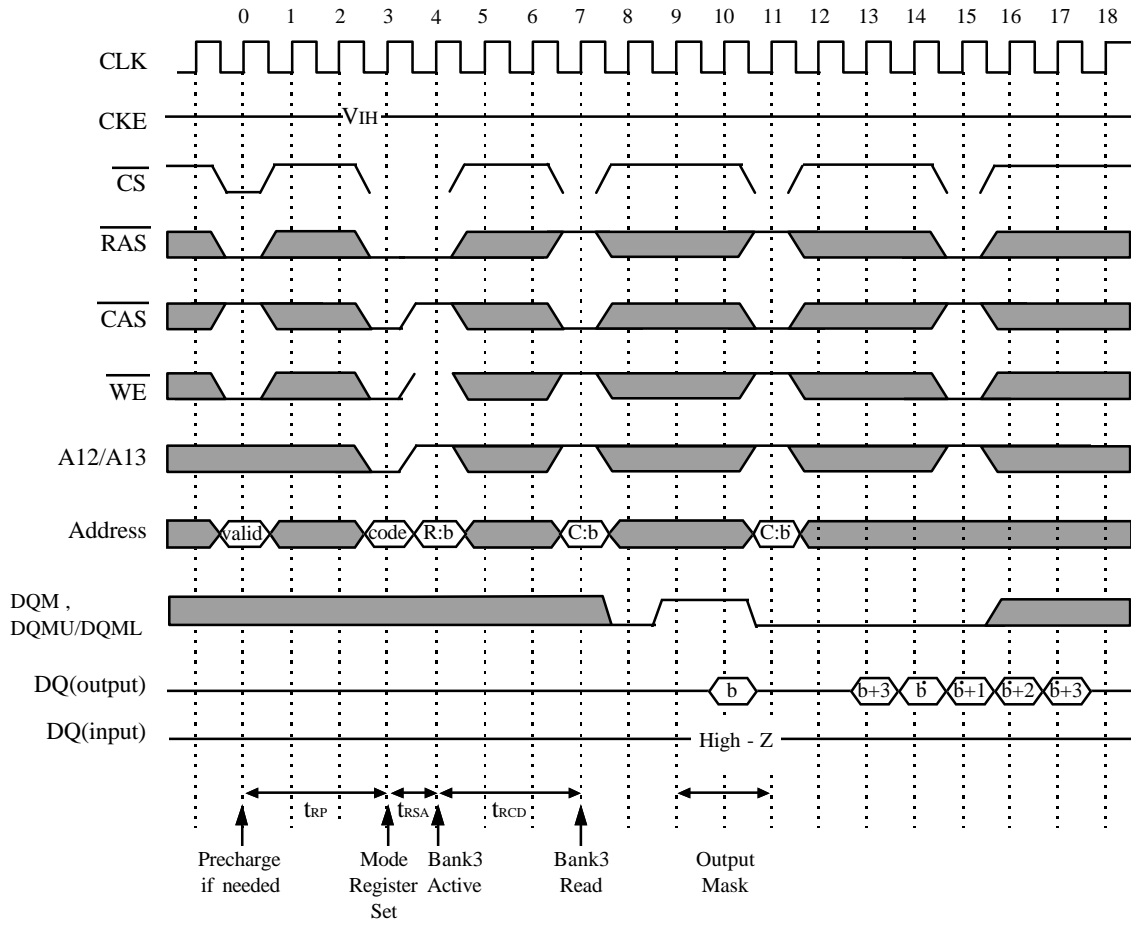 0 1 2 3 4 5 6 7 8 9 10 11 12 13 14 15 16 17 18
CLK
CKE
VIH
CS
RAS
CAS
WE
A12/A13
Address
valid code R:b C:b C:b'
DQM ,
DQMU/DQML
DQ(output)
b b+3 b' b'+1 b'+2 b'+3
DQ(input)
High - Z
tRP tRSA tRCD
Precharge
if needed
Mode
Register
Set
Bank3
Active
Bank3
Read
Output
Mask